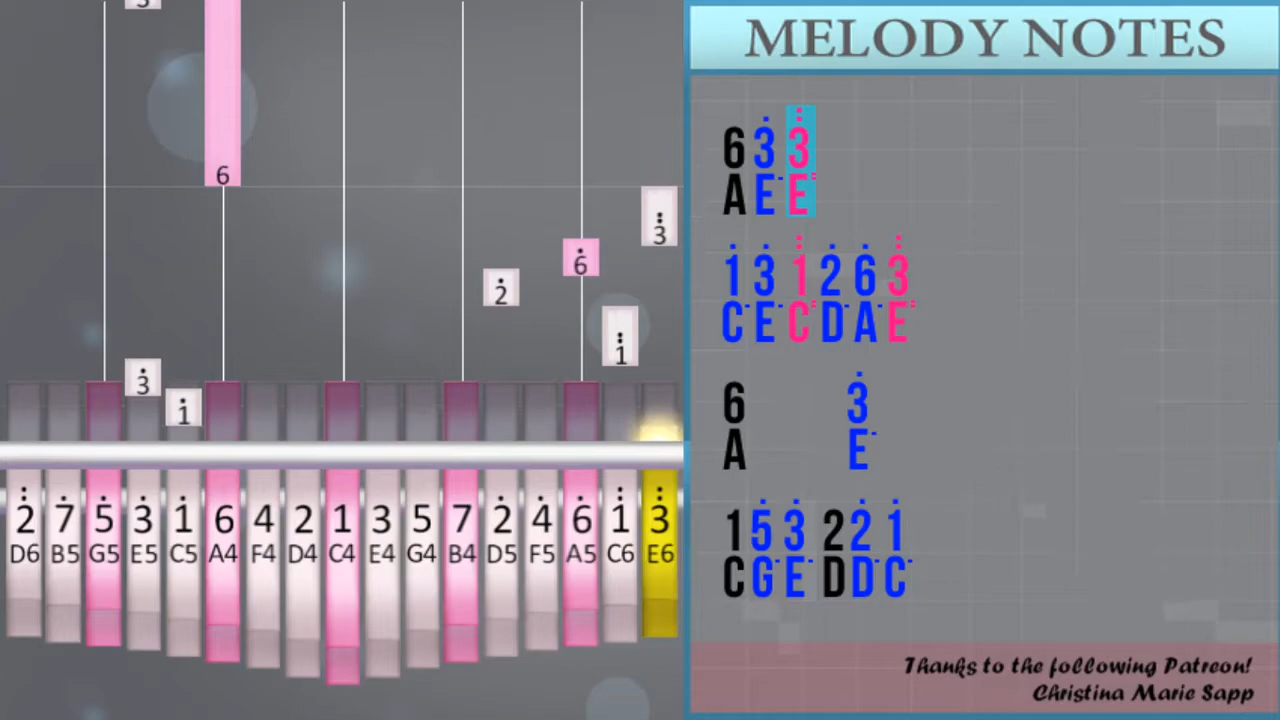 MELODY NOTES
6 3̇ 3̈
A E· E:
1̇ 3̇ 1̈ 2̇ 6̇ 3̈
C· E· C: D· A· E:
6 3̇
A E·
1 5̇ 3̇ 2 2̇ 1̇
C G· E· D D· C·
3
6
3̈
6̇
2̇
1̈
3̇
1̇
2̈ 7̇ 5̇ 3̇ 1̇ 6 4 2 1 3 5 7 2̇ 4̇ 6̇ 1̈ 3̈
D6 B5 G5 E5 C5 A4 F4 D4 C4 E4 G4 B4 D5 F5 A5 C6 E6
Thanks to the following Patreon!
Christina Marie Sapp